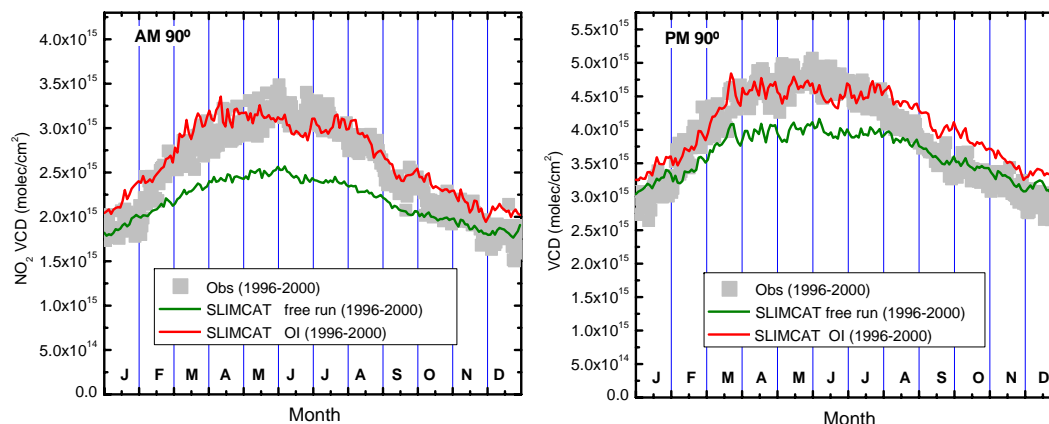 AM 90º
4.0x10¹⁵
3.5x10¹⁵
3.0x10¹⁵
2.5x10¹⁵
2.0x10¹⁵
1.5x10¹⁵
1.0x10¹⁵
5.0x10¹⁴
0.0
NO₂ VCD (molec/cm²)
Obs (1996-2000)
SLIMCAT free run (1996-2000)
SLIMCAT OI (1996-2000)
J F M A M J J A S O N D
Month
PM 90º
5.5x10¹⁵
5.0x10¹⁵
4.5x10¹⁵
4.0x10¹⁵
3.5x10¹⁵
3.0x10¹⁵
2.5x10¹⁵
2.0x10¹⁵
1.5x10¹⁵
1.0x10¹⁵
5.0x10¹⁴
0.0
VCD (molec/cm²)
Obs (1996-2000)
SLIMCAT free run (1996-2000)
SLIMCAT OI (1996-2000)
J F M A M J J A S O N D
Month